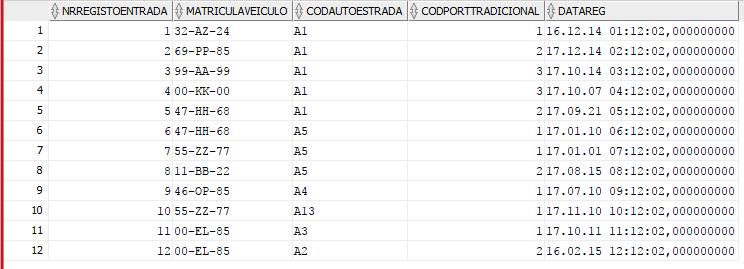 NRREGISTOENTRADA MATRICULAVEICULO CODAUTOESTRADA CODPORTTRADICIONAL DATAREG
1 1 32-AZ-24 A1 1 16.12.14 01:12:02,000000000
2 2 69-PP-85 A1 2 17.12.14 02:12:02,000000000
3 3 99-AA-99 A1 3 17.10.14 03:12:02,000000000
4 4 00-KK-00 A1 3 17.10.07 04:12:02,000000000
5 5 47-HH-68 A1 2 17.09.21 05:12:02,000000000
6 6 47-HH-68 A5 1 17.01.10 06:12:02,000000000
7 7 55-ZZ-77 A5 1 17.01.01 07:12:02,000000000
8 8 11-BB-22 A5 2 17.08.15 08:12:02,000000000
9 9 46-OP-85 A4 1 17.07.10 09:12:02,000000000
10 10 55-ZZ-77 A13 1 17.11.10 10:12:02,000000000
11 11 00-EL-85 A3 1 17.10.11 11:12:02,000000000
12 12 00-EL-85 A2 2 16.02.15 12:12:02,000000000